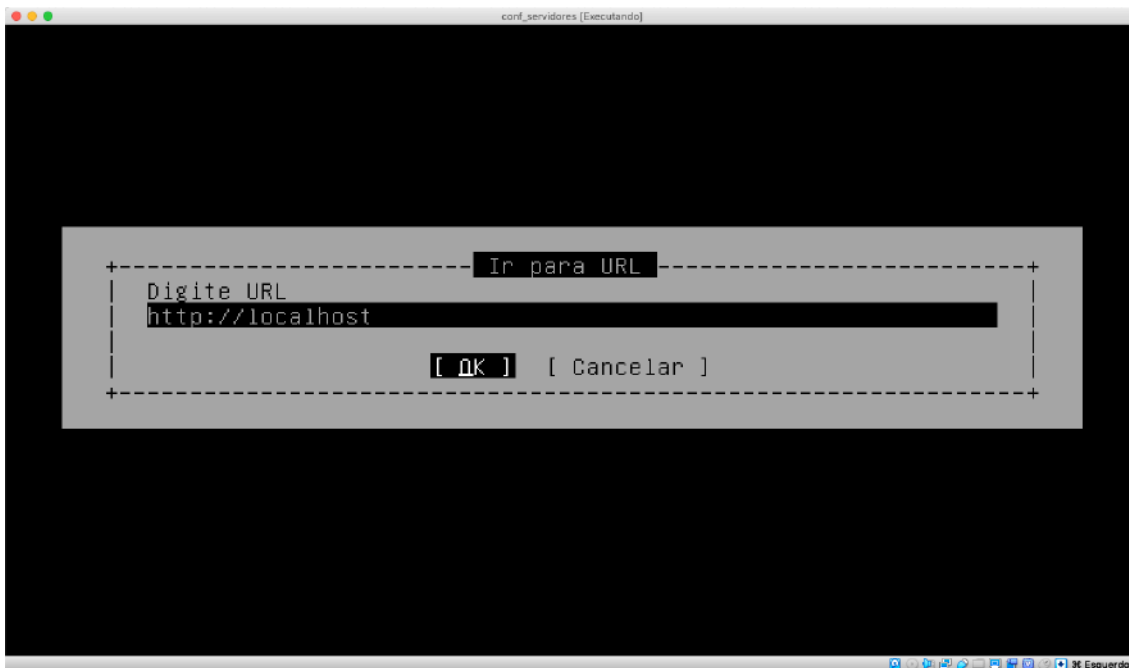 conf_servidores [Executando]
Ir para URL
Digite URL
http://localhost
[ OK ] [ Cancelar ]
⌘ Esquerdo